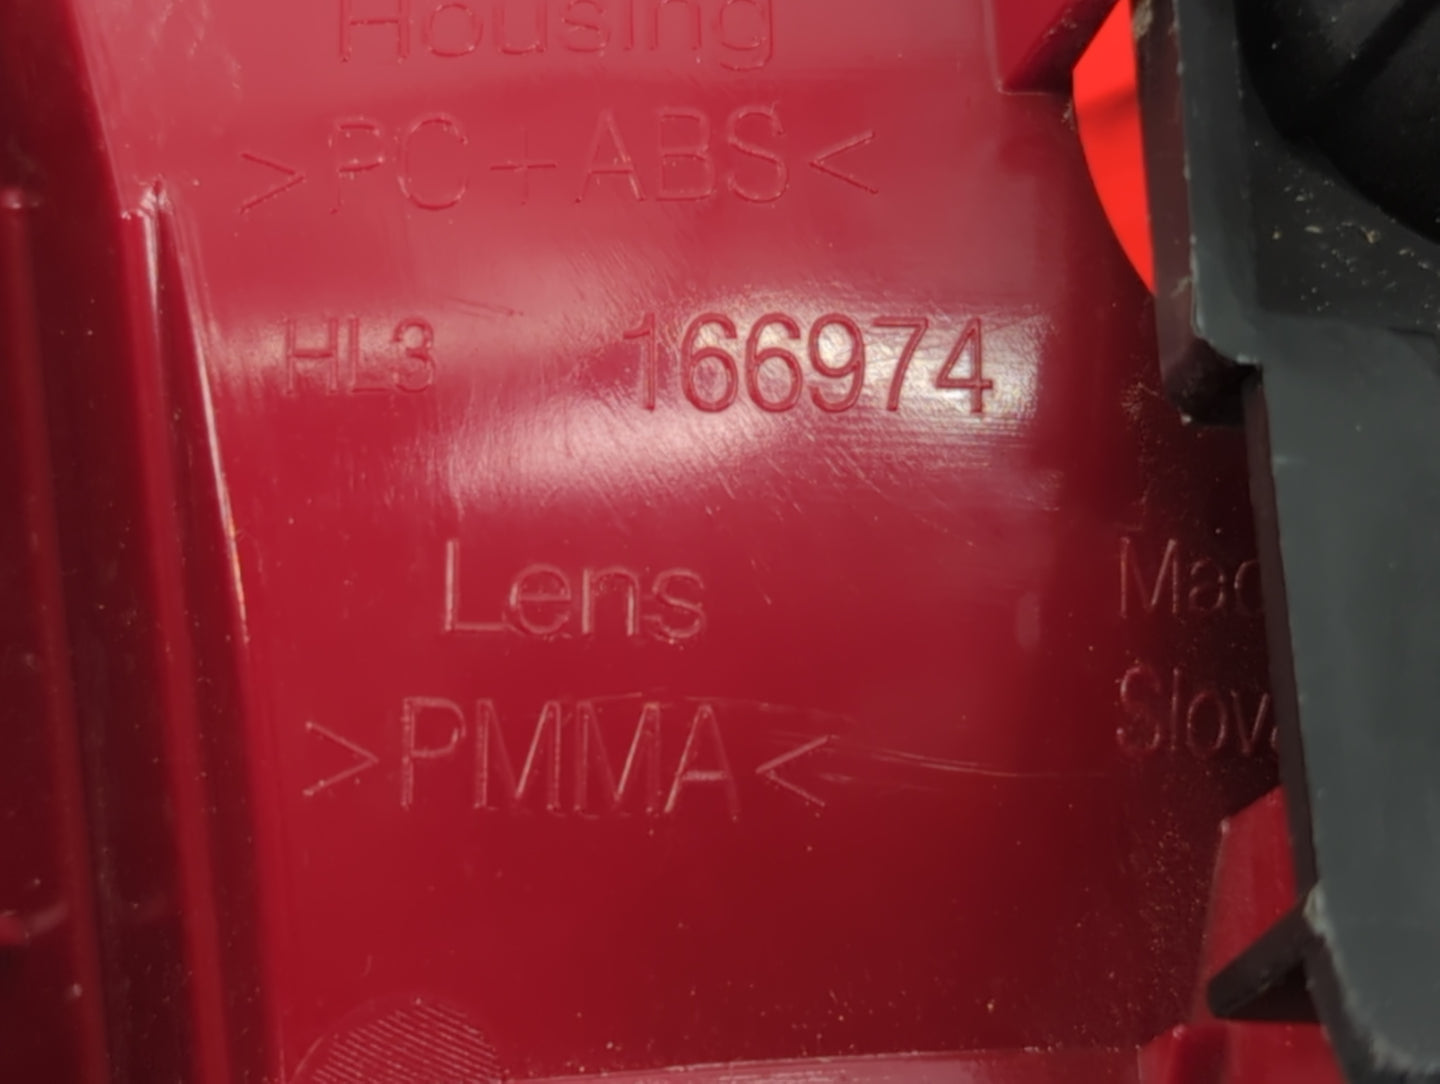 Housing
>PC+ABS<
HL3 166974
Lens
>PMMA<